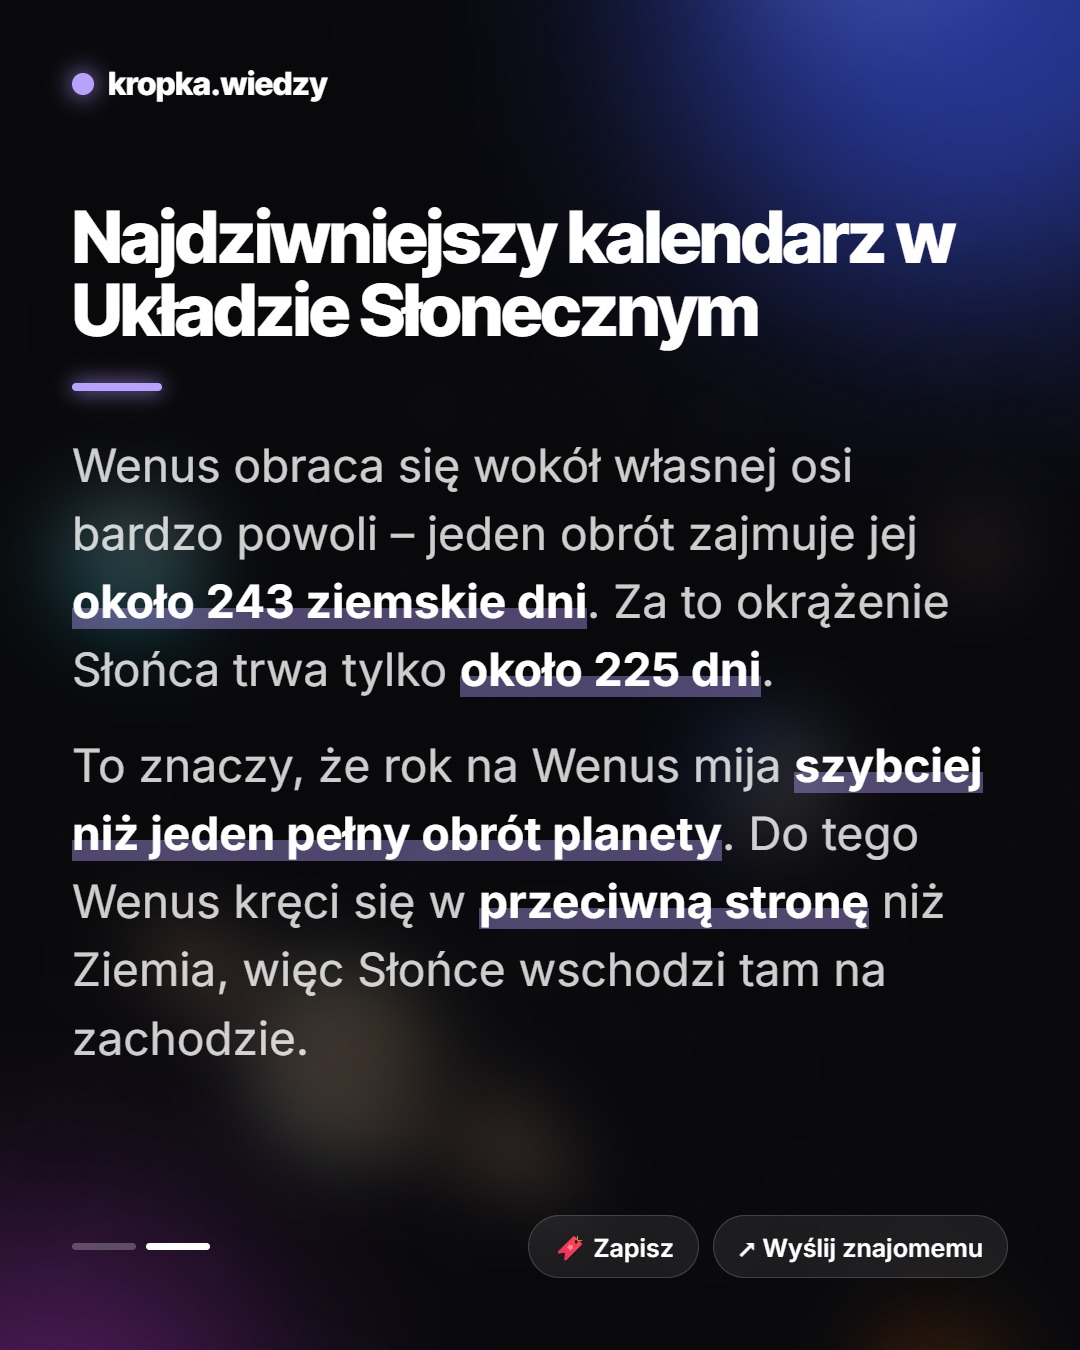 kropka.wiedzy
Najdziwniejszy kalendarz w
Układzie Słonecznym
Wenus obraca się wokół własnej osi
bardzo powoli – jeden obrót zajmuje jej
około 243 ziemskie dni. Za to okrążenie
Słońca trwa tylko około 225 dni.
To znaczy, że rok na Wenus mija szybciej
niż jeden pełny obrót planety. Do tego
Wenus kręci się w przeciwną stronę niż
Ziemia, więc Słońce wschodzi tam na
zachodzie.
Zapisz
↗ Wyślij znajomemu